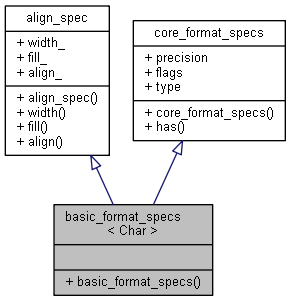 align_spec
+ width_
+ fill_
+ align_
+ align_spec()
+ width()
+ fill()
+ align()
core_format_specs
+ precision
+ flags
+ type
+ core_format_specs()
+ has()
basic_format_specs
< Char >
+ basic_format_specs()